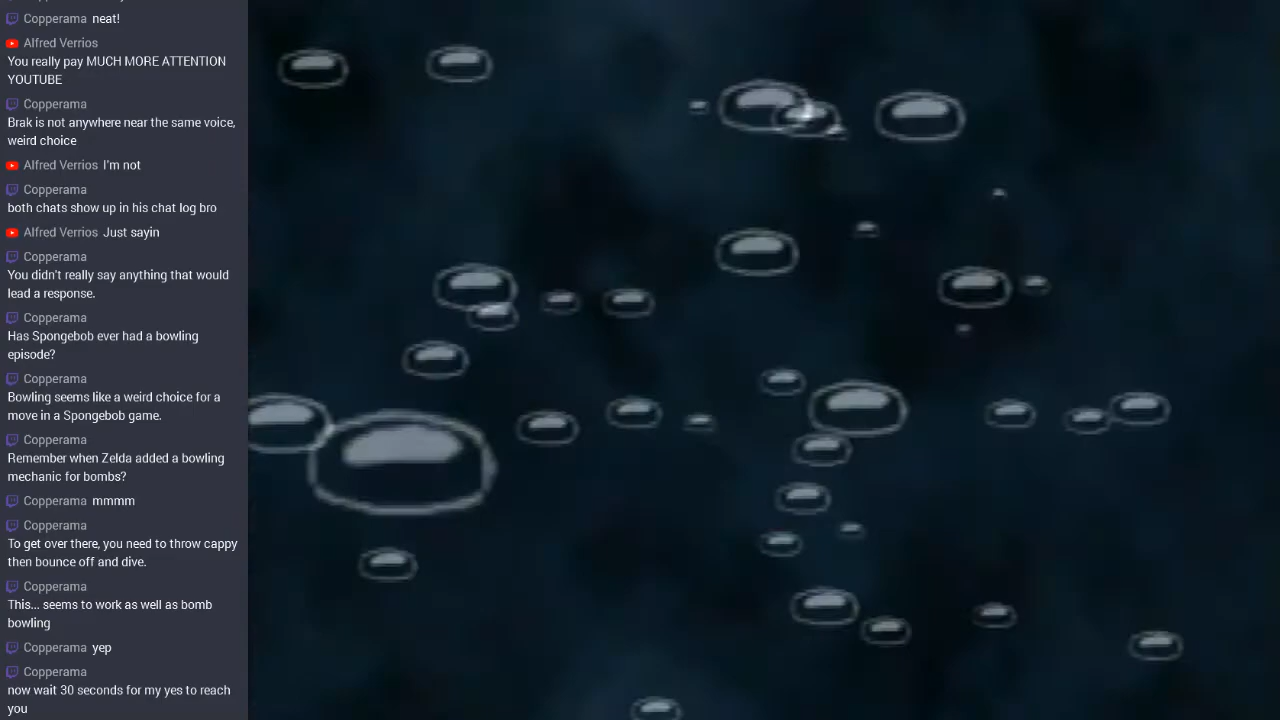 Copperama neat!
Alfred Verrios
You really pay MUCH MORE ATTENTION
YOUTUBE
Copperama
Brak is not anywhere near the same voice,
weird choice
Alfred Verrios I'm not
Copperama
both chats show up in his chat log bro
Alfred Verrios Just sayin
Copperama
You didn't really say anything that would
lead a response.
Copperama
Has Spongebob ever had a bowling
episode?
Copperama
Bowling seems like a weird choice for a
move in a Spongebob game.
Copperama
Remember when Zelda added a bowling
mechanic for bombs?
Copperama mmmm
Copperama
To get over there, you need to throw cappy
then bounce off and dive.
Copperama
This... seems to work as well as bomb
bowling
Copperama yep
Copperama
now wait 30 seconds for my yes to reach
you